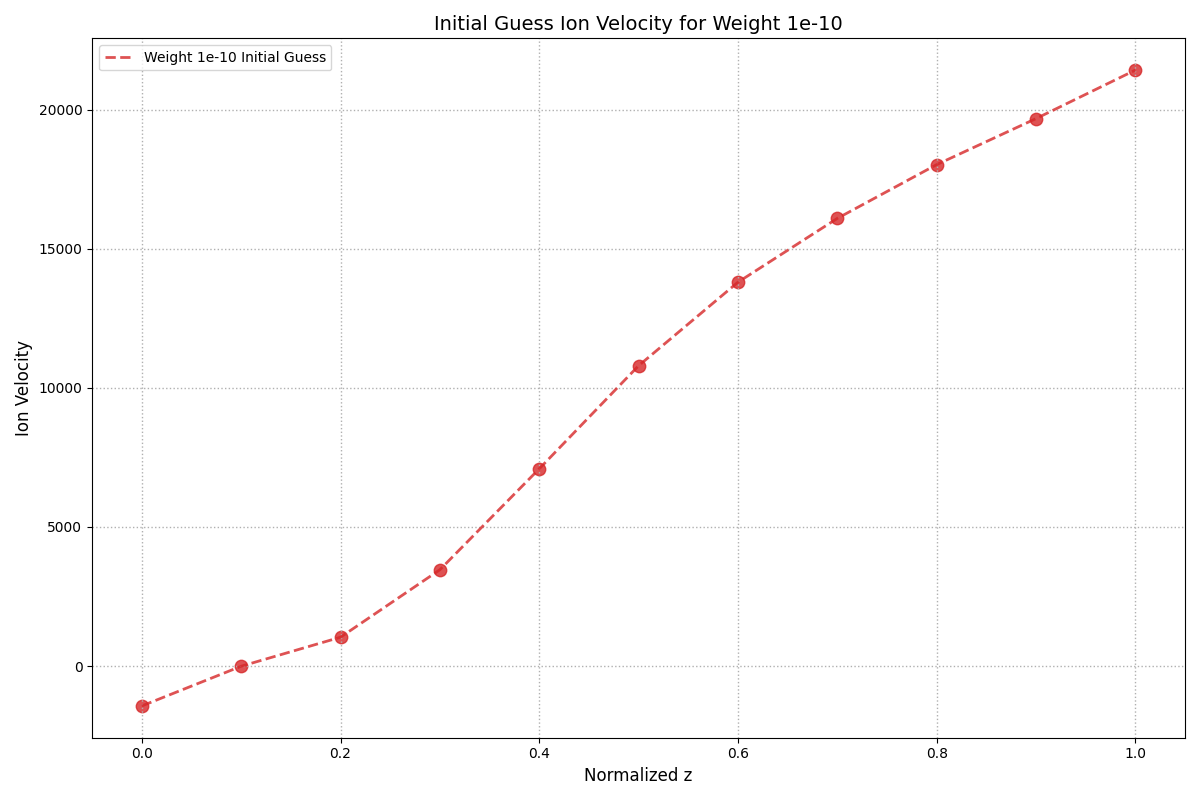 Initial Guess Ion Velocity for Weight 1e-10
Weight 1e-10 Initial Guess
20000
15000
10000
5000
0
Ion Velocity
0.0 0.2 0.4 0.6 0.8 1.0
Normalized z